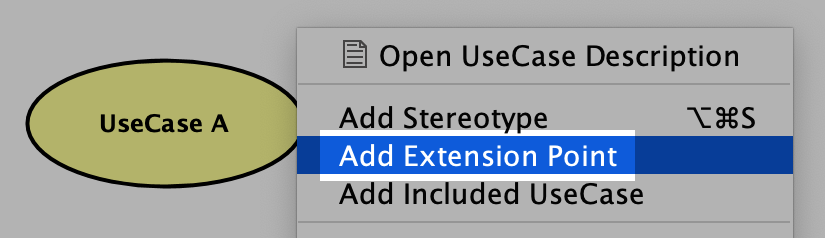 Open UseCase Description
UseCase A
Add Stereotype ⌥⌘S
Add Extension Point
Add Included UseCase